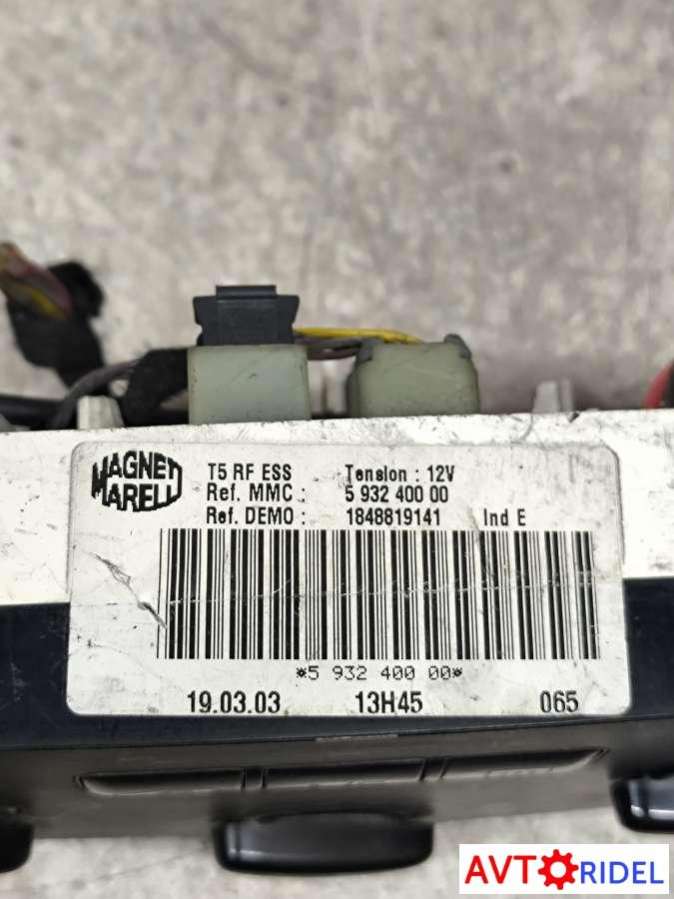 MAGNETI
MARELLI
T5 RF ESS Tension : 12V
Ref. MMC : 5 932 400 00
Ref. DEMO : 1848819141 Ind E
*5 932 400 00*
19.03.03 13H45 065
AVTORIDEL